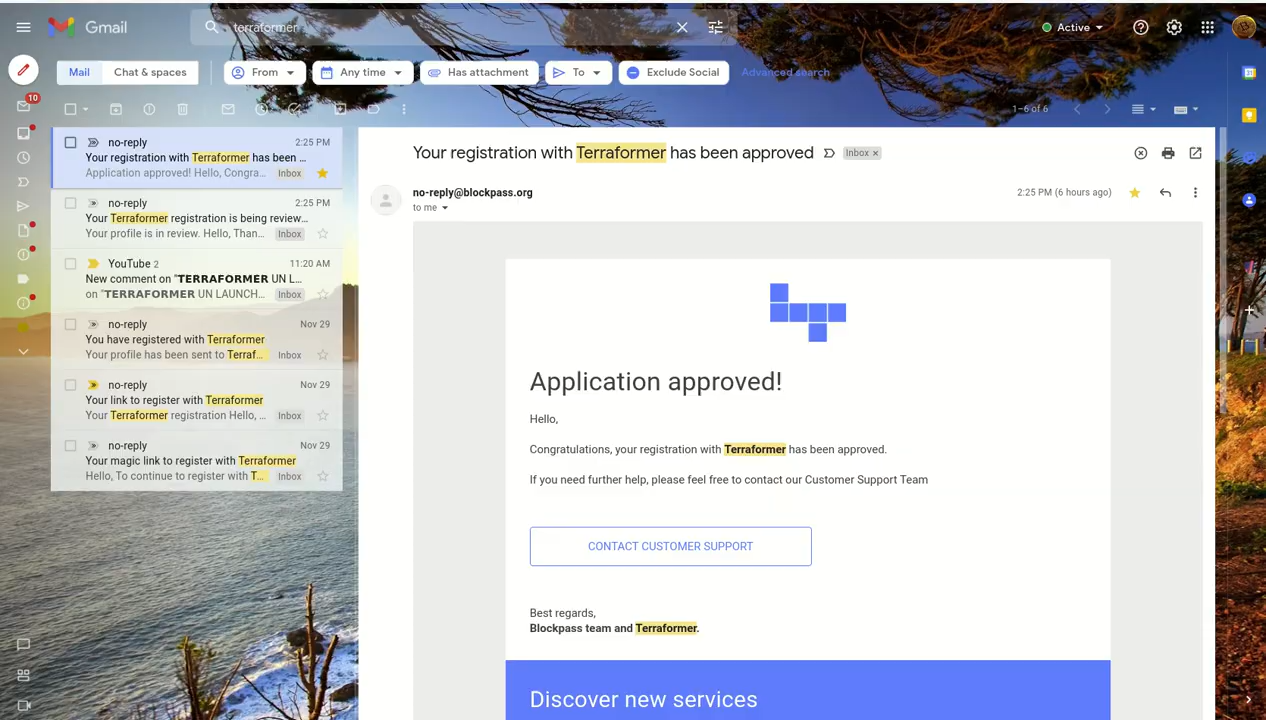 Gmail
terraformer
Active
Mail
Chat & spaces
From
Any time
Has attachment
To
Exclude Social
Advanced search
10
1–6 of 6
no-reply
2:25 PM
Your registration with Terraformer has been ...
Application approved! Hello, Congra...
Inbox
no-reply
2:25 PM
Your Terraformer registration is being review...
Your profile is in review. Hello, Than...
Inbox
YouTube 2
11:20 AM
New comment on "TERRAFORMER UN L...
on "TERRAFORMER UN LAUNCH...
Inbox
no-reply
Nov 29
You have registered with Terraformer
Your profile has been sent to Terraf...
Inbox
no-reply
Nov 29
Your link to register with Terraformer
Your Terraformer registration Hello, ...
Inbox
no-reply
Nov 29
Your magic link to register with Terraformer
Hello, To continue to register with T...
Inbox
Your registration with Terraformer has been approved
Inbox ×
no-reply@blockpass.org
to me
2:25 PM (6 hours ago)
Application approved!
Hello,
Congratulations, your registration with Terraformer has been approved.
If you need further help, please feel free to contact our Customer Support Team
CONTACT CUSTOMER SUPPORT
Best regards,
Blockpass team and Terraformer.
Discover new services